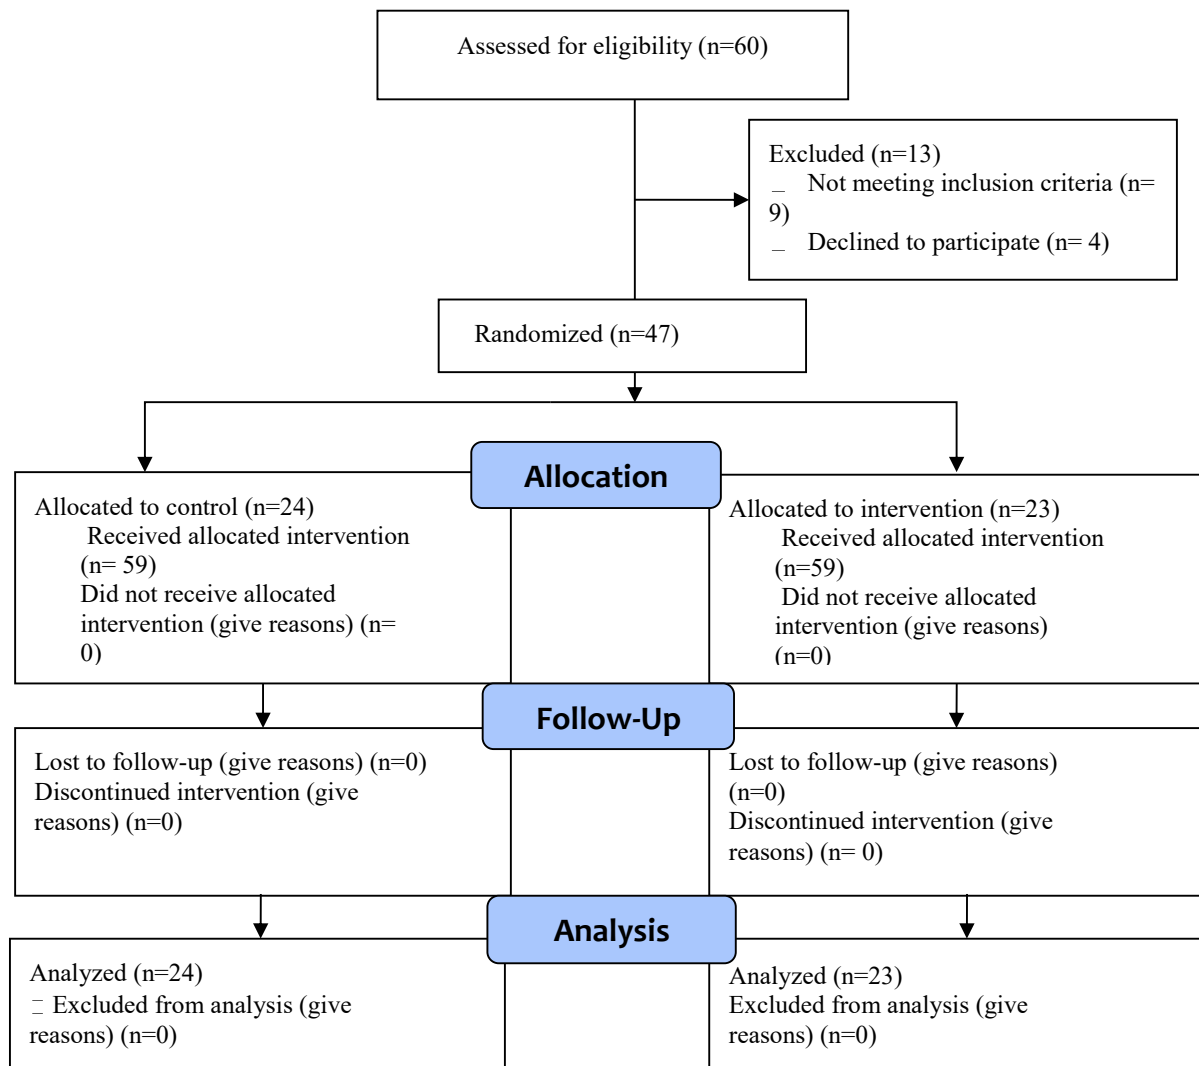 Assessed for eligibility (n=60)
Excluded (n=13)
_ Not meeting inclusion criteria (n=
9)
_ Declined to participate (n= 4)
Randomized (n=47)
Allocation
Allocated to control (n=24)
Received allocated intervention
(n= 59)
Did not receive allocated
intervention (give reasons) (n=
0)
Allocated to intervention (n=23)
Received allocated intervention
(n=59)
Did not receive allocated
intervention (give reasons)
(n=0)
Follow-Up
Lost to follow-up (give reasons) (n=0)
Discontinued intervention (give
reasons) (n=0)
Lost to follow-up (give reasons)
(n=0)
Discontinued intervention (give
reasons) (n= 0)
Analysis
Analyzed (n=24)
Excluded from analysis (give
reasons) (n=0)
Analyzed (n=23)
Excluded from analysis (give
reasons) (n=0)